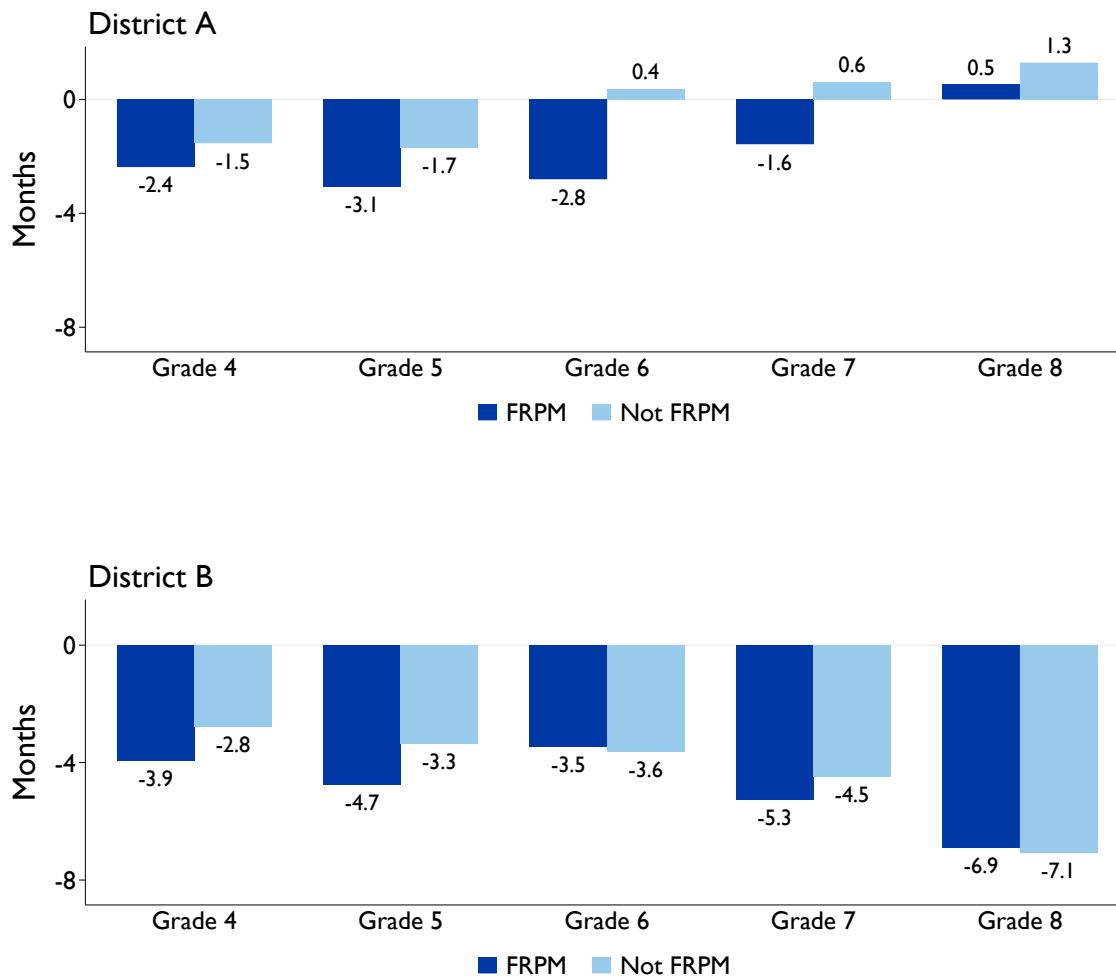 District A
Months
0
-4
-8
-2.4
-1.5
-3.1
-1.7
-2.8
0.4
-1.6
0.6
0.5
1.3
Grade 4
Grade 5
Grade 6
Grade 7
Grade 8
FRPM
Not FRPM
District B
Months
0
-4
-8
-3.9
-2.8
-4.7
-3.3
-3.5
-3.6
-5.3
-4.5
-6.9
-7.1
Grade 4
Grade 5
Grade 6
Grade 7
Grade 8
FRPM
Not FRPM